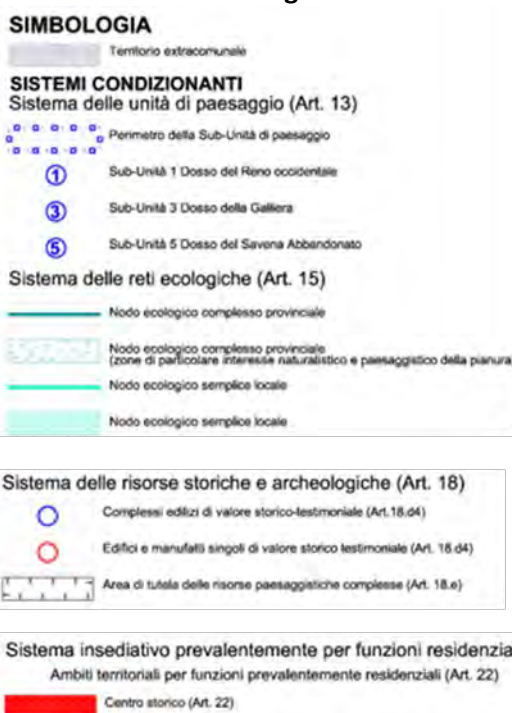 SIMBOLOGIA
Territorio extracomunale
SISTEMI CONDIZIONANTI
Sistema delle unità di paesaggio (Art. 13)
Perimetro della Sub-Unità di paesaggio
1 Sub-Unità 1 Dosso del Reno occidentale
3 Sub-Unità 3 Dosso della Galliera
5 Sub-Unità 5 Dosso del Savena Abbandonato
Sistema delle reti ecologiche (Art. 15)
Nodo ecologico complesso provinciale
Nodo ecologico complesso provinciale
(zone di particolare interesse naturalistico e paesaggistico della pianura
Nodo ecologico semplice locale
Nodo ecologico semplice locale
Sistema delle risorse storiche e archeologiche (Art. 18)
Complessi edilizi di valore storico-testimoniale (Art.18.d4)
Edifici e manufatti singoli di valore storico testimoniale (Art. 18.d4)
Area di tutela delle risorse paesaggistiche complesse (Art. 18.e)
Sistema insediativo prevalentemente per funzioni residenzia
Ambiti territoriali per funzioni prevalentemente residenziali (Art. 22)
Centro storico (Art. 22)